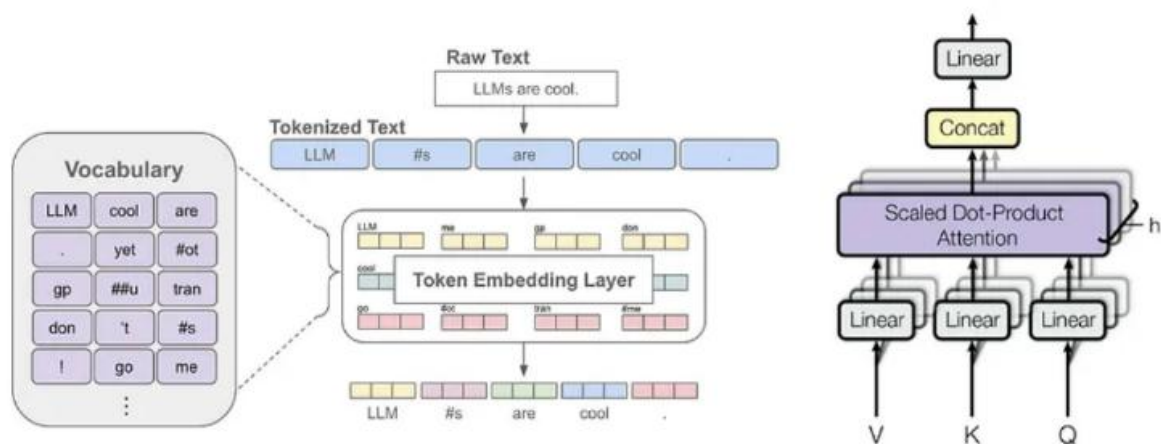 Raw Text
LLMs are cool.
Tokenized Text
LLM #s are cool .
Vocabulary
LLM cool are
. yet #ot
gp ##u tran
don 't #s
! go me
⋮
LLM me gp don
cool
Token Embedding Layer
go #ot tran #me
LLM #s are cool .
Linear
Concat
Scaled Dot-Product
Attention
h
Linear Linear Linear
V K Q